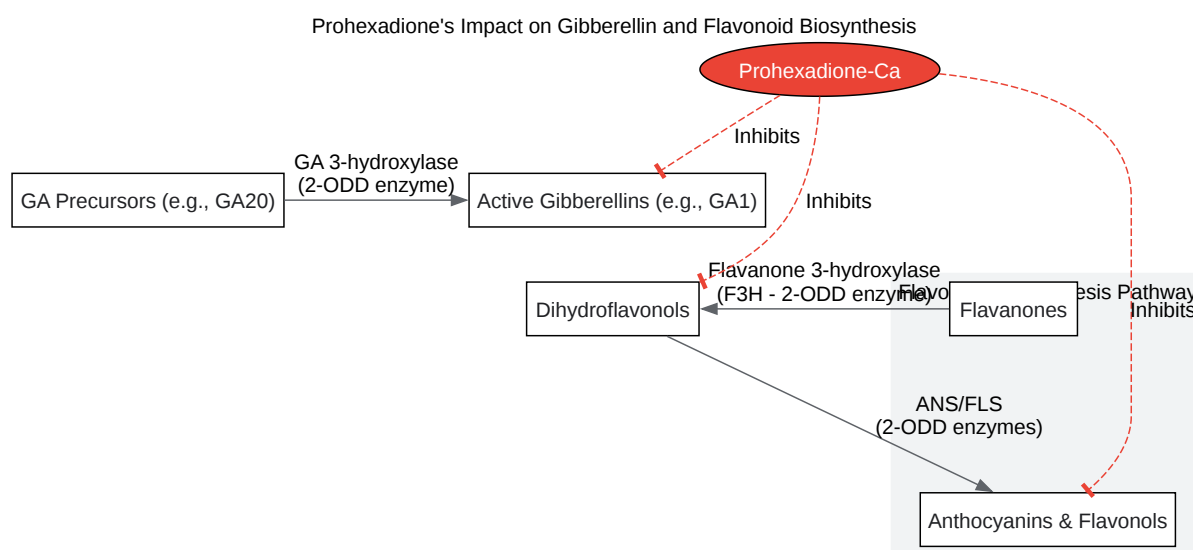 Prohexadione's Impact on Gibberellin and Flavonoid Biosynthesis
Prohexadione-Ca
Inhibits
GA 3-hydroxylase
(2-ODD enzyme)
GA Precursors (e.g., GA20)
Active Gibberellins (e.g., GA1)
Inhibits
Flavanone 3-hydroxylase
(F3H - 2-ODD enzyme)
Pathway
Inhibits
Dihydroflavonols
Flavanones
ANS/FLS
(2-ODD enzymes)
Anthocyanins & Flavonols